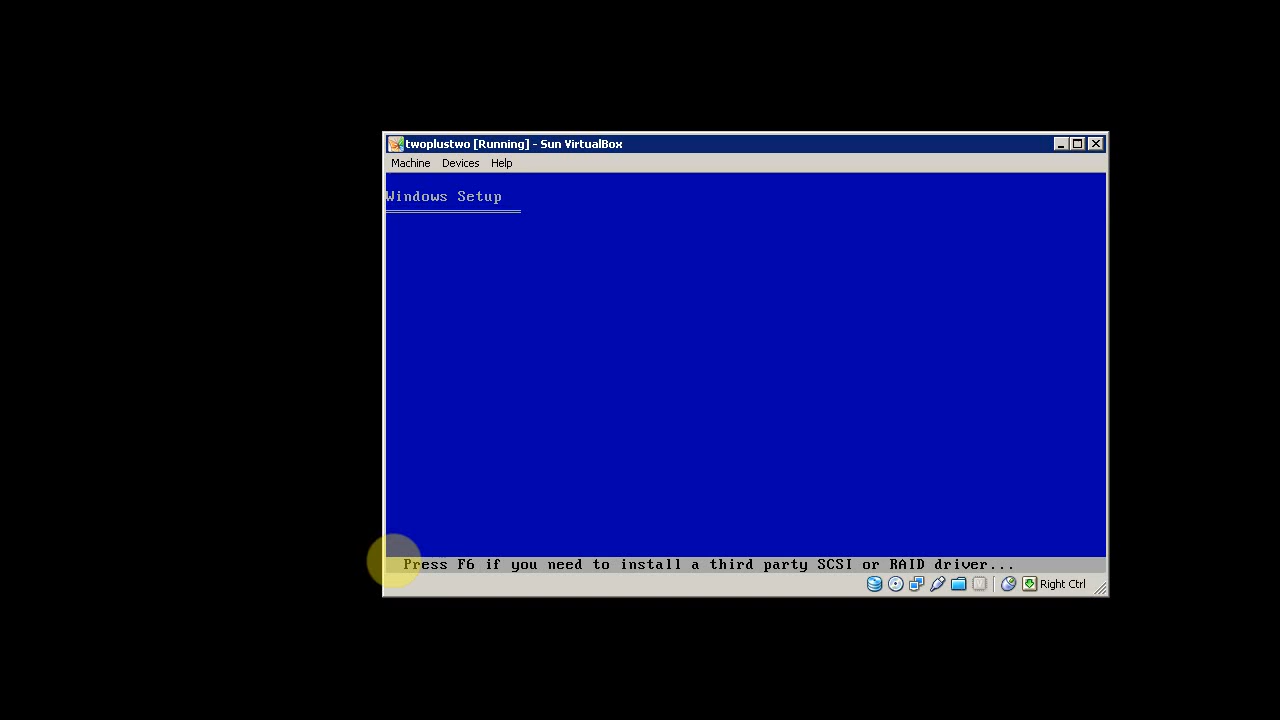 twoplustwo [Running] - Sun VirtualBox
Machine Devices Help
Windows Setup
Press F6 if you need to install a third party SCSI or RAID driver...
Right Ctrl